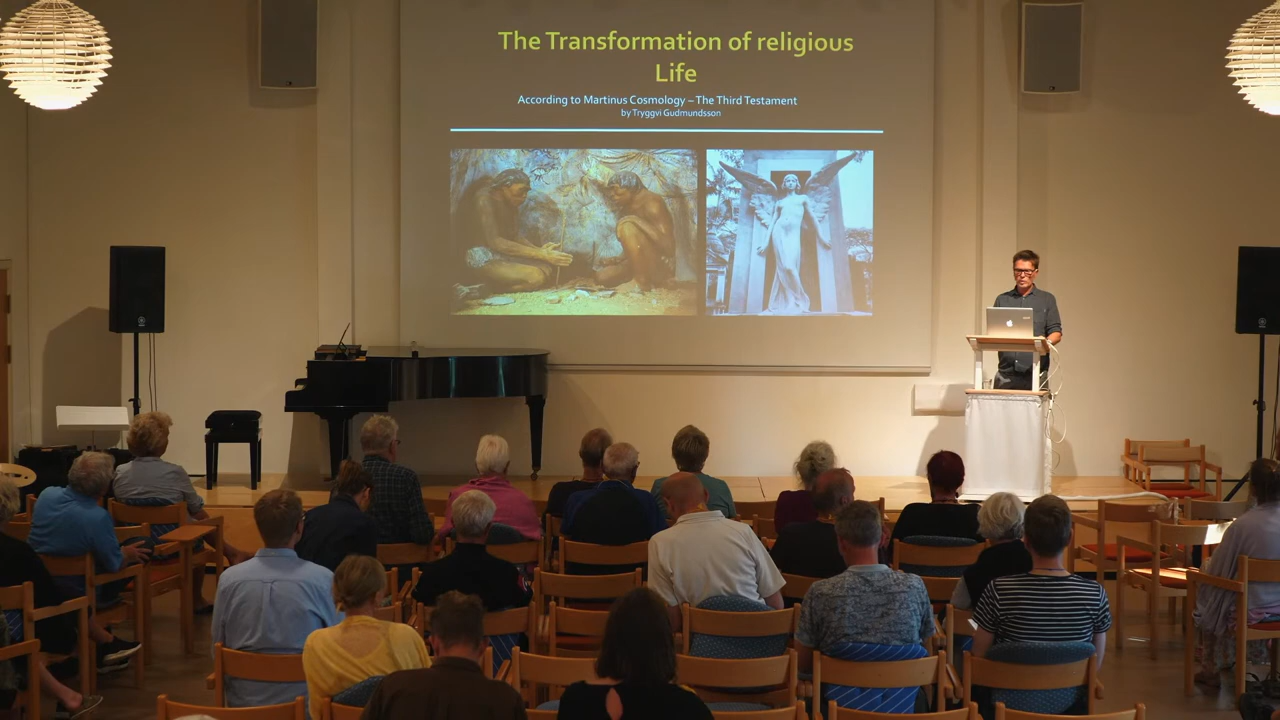 The Transformation of religious
Life
According to Martinus Cosmology – The Third Testament
by Tryggvi Gudmundsson